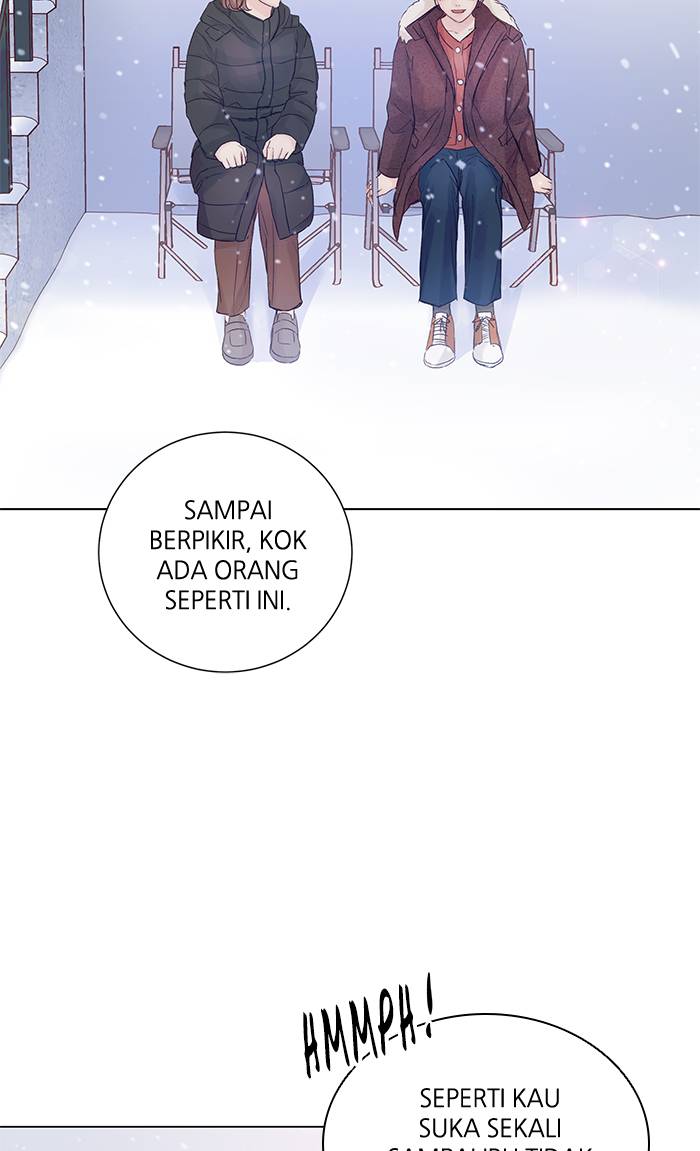 SAMPAI
BERPIKIR, KOK
ADA ORANG
SEPERTI INI.
HMMPH!
SEPERTI KAU
SUKA SEKALI